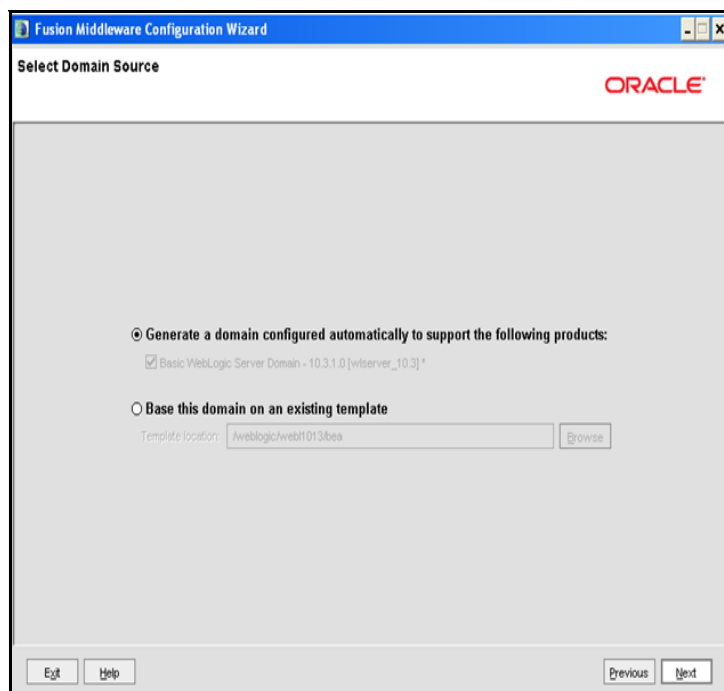 Fusion Middleware Configuration Wizard
Select Domain Source
ORACLE
Generate a domain configured automatically to support the following products:
Basic WebLogic Server Domain - 10.3.1.0 [wlserver_10.3] *
Base this domain on an existing template
Template location: /weblogic/webl1013/bea Browse
Exit Help Previous Next